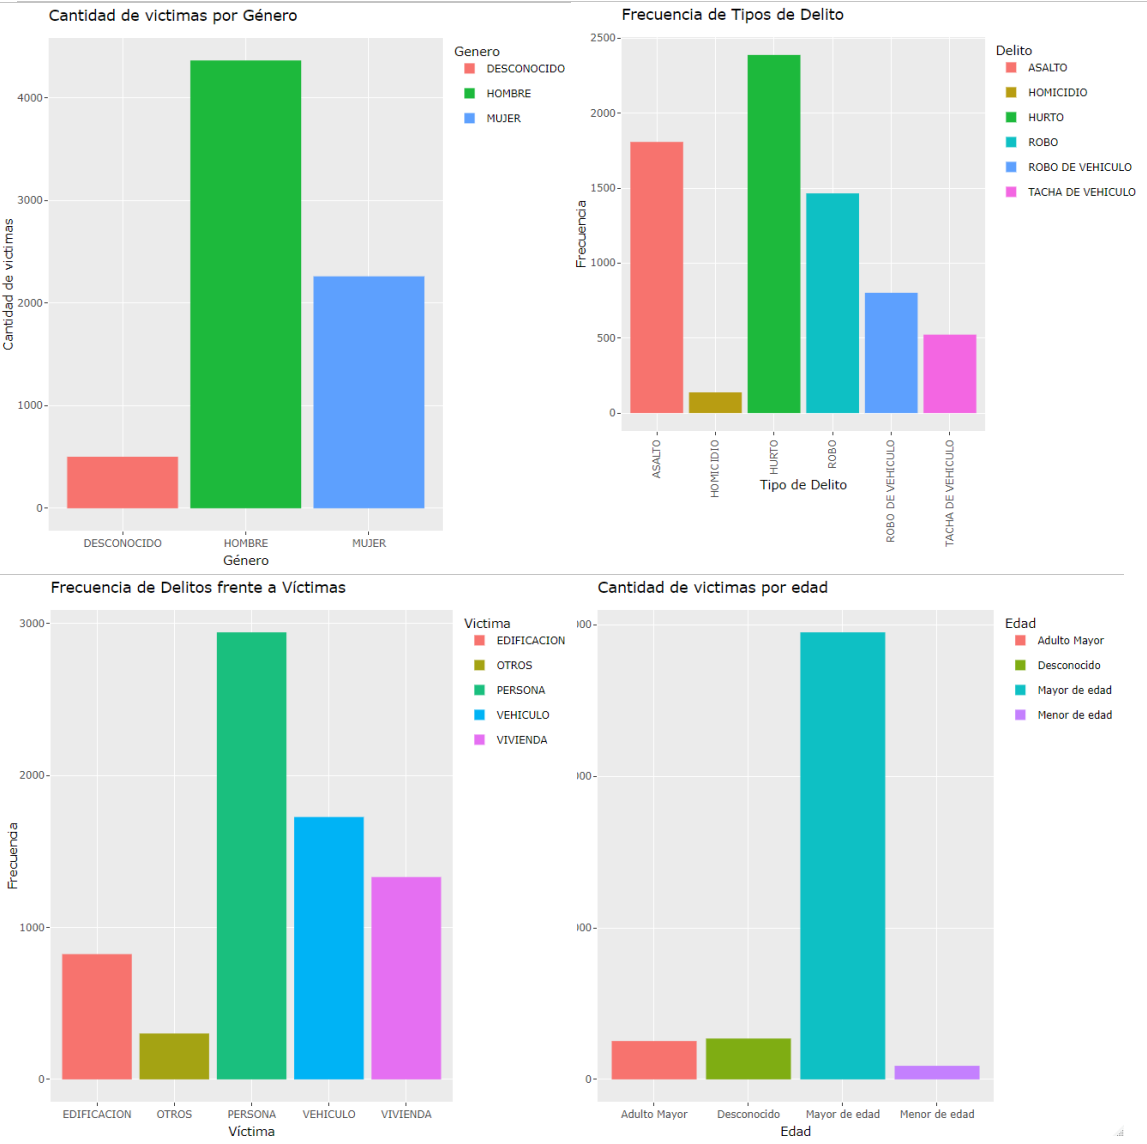 Cantidad de victimas por Género
Cantidad de victimas
4000
3000
2000
1000
0
DESCONOCIDO
HOMBRE
MUJER
Género
Genero
DESCONOCIDO
HOMBRE
MUJER
Frecuencia de Tipos de Delito
Frecuencia
2500
2000
1500
1000
500
0
ASALTO
HOMICIDIO
HURTO
ROBO
ROBO DE VEHICULO
TACHA DE VEHICULO
Tipo de Delito
Delito
ASALTO
HOMICIDIO
HURTO
ROBO
ROBO DE VEHICULO
TACHA DE VEHICULO
Frecuencia de Delitos frente a Víctimas
Frecuencia
3000
2000
1000
0
EDIFICACION
OTROS
PERSONA
VEHICULO
VIVIENDA
Víctima
Victima
EDIFICACION
OTROS
PERSONA
VEHICULO
VIVIENDA
Cantidad de victimas por edad
0
Adulto Mayor
Desconocido
Mayor de edad
Menor de edad
Edad
Edad
Adulto Mayor
Desconocido
Mayor de edad
Menor de edad